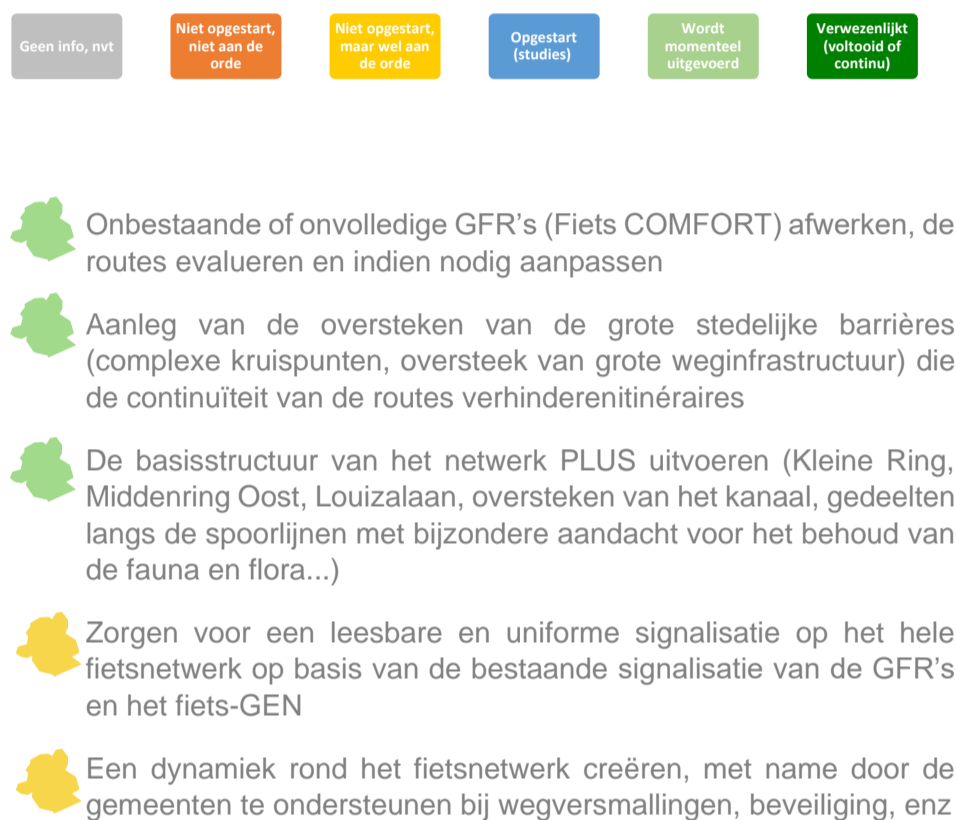 Geen info, nvt
Niet opgestart,
niet aan de
orde
Niet opgestart,
maar wel aan
de orde
Opgestart
(studies)
Wordt
momenteel
uitgevoerd
Verwezenlijkt
(voltooid of
continu)
Onbestaande of onvolledige GFR’s (Fiets COMFORT) afwerken, de
routes evalueren en indien nodig aanpassen
Aanleg van de oversteken van de grote stedelijke barrières
(complexe kruispunten, oversteek van grote weginfrastructuur) die
de continuïteit van de routes verhinderenitinéraires
De basisstructuur van het netwerk PLUS uitvoeren (Kleine Ring,
Middenring Oost, Louizalaan, oversteken van het kanaal, gedeelten
langs de spoorlijnen met bijzondere aandacht voor het behoud van
de fauna en flora...)
Zorgen voor een leesbare en uniforme signalisatie op het hele
fietsnetwerk op basis van de bestaande signalisatie van de GFR’s
en het fiets-GEN
Een dynamiek rond het fietsnetwerk creëren, met name door de
gemeenten te ondersteunen bij wegversmallingen, beveiliging, enz